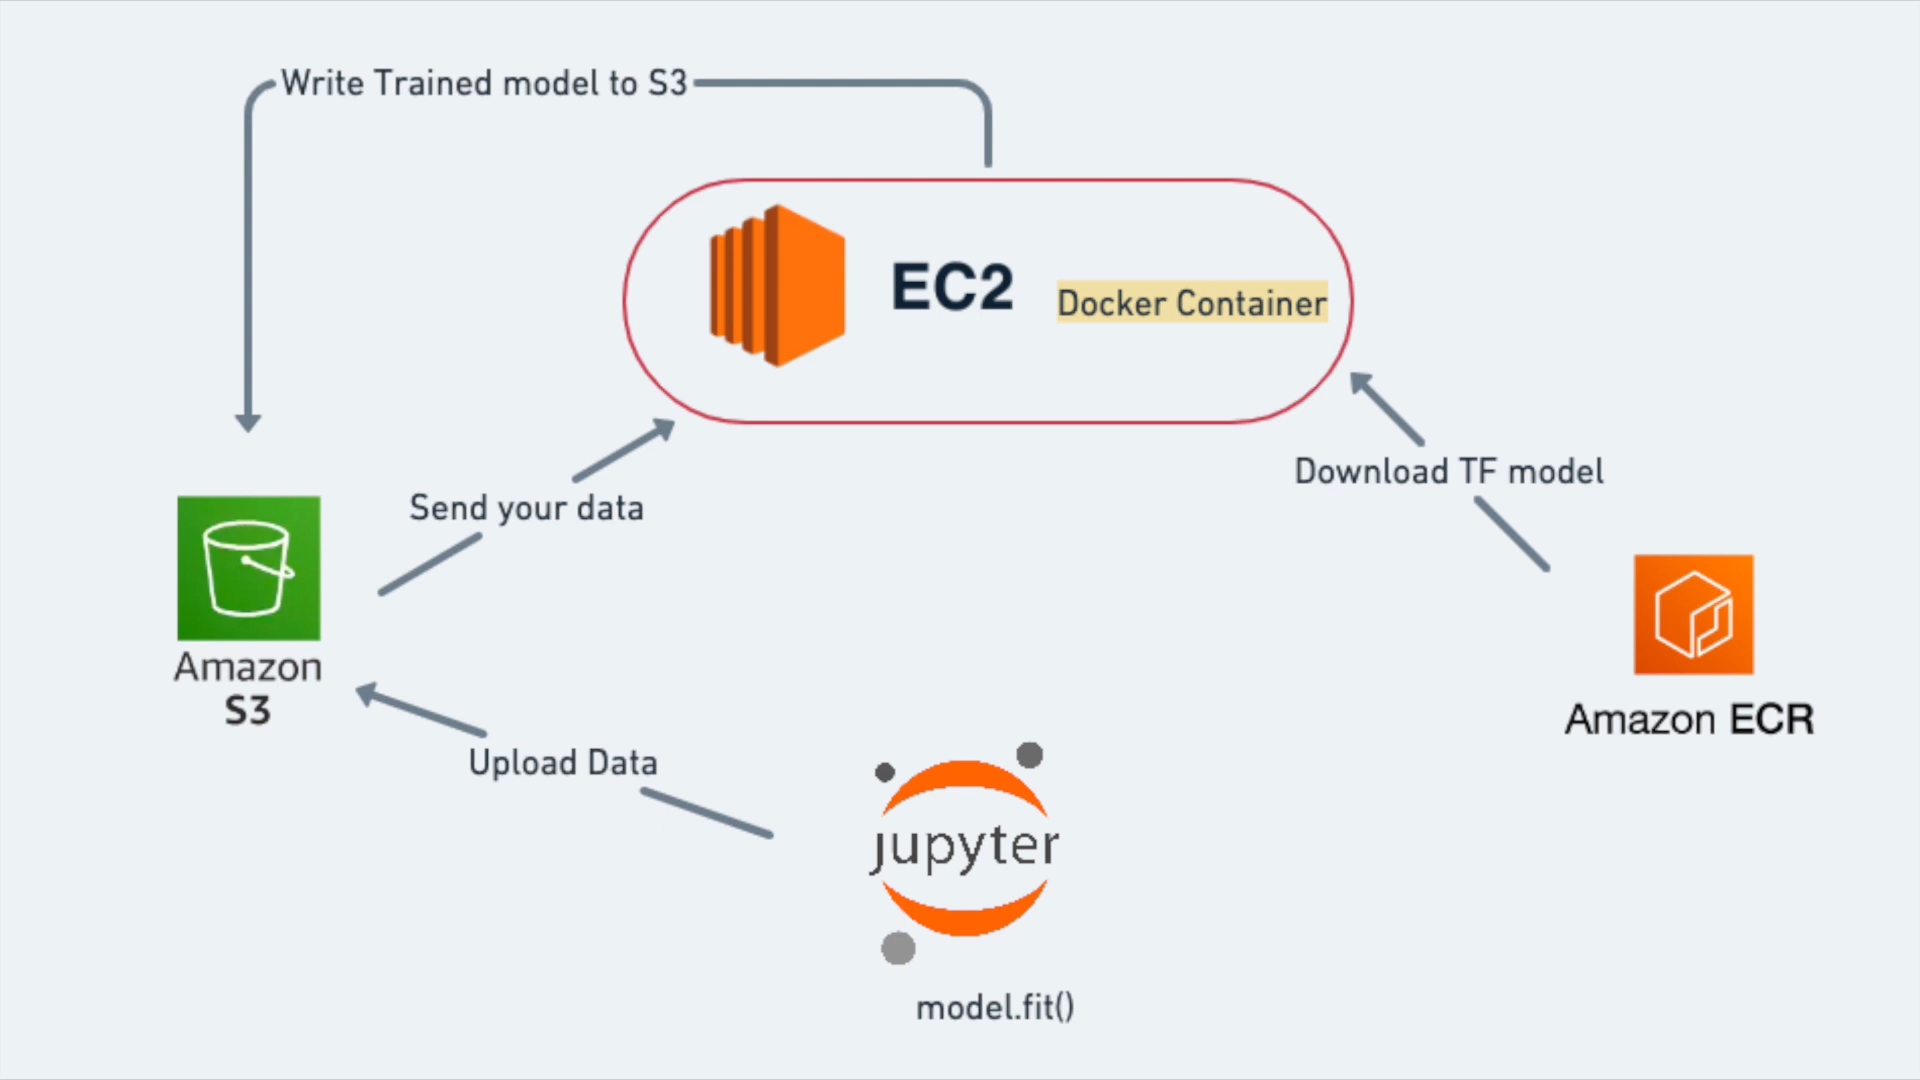 Write Trained model to S3
EC2
Docker Container
Download TF model
Send your data
Amazon
S3
Amazon ECR
Upload Data
jupyter
model.fit()